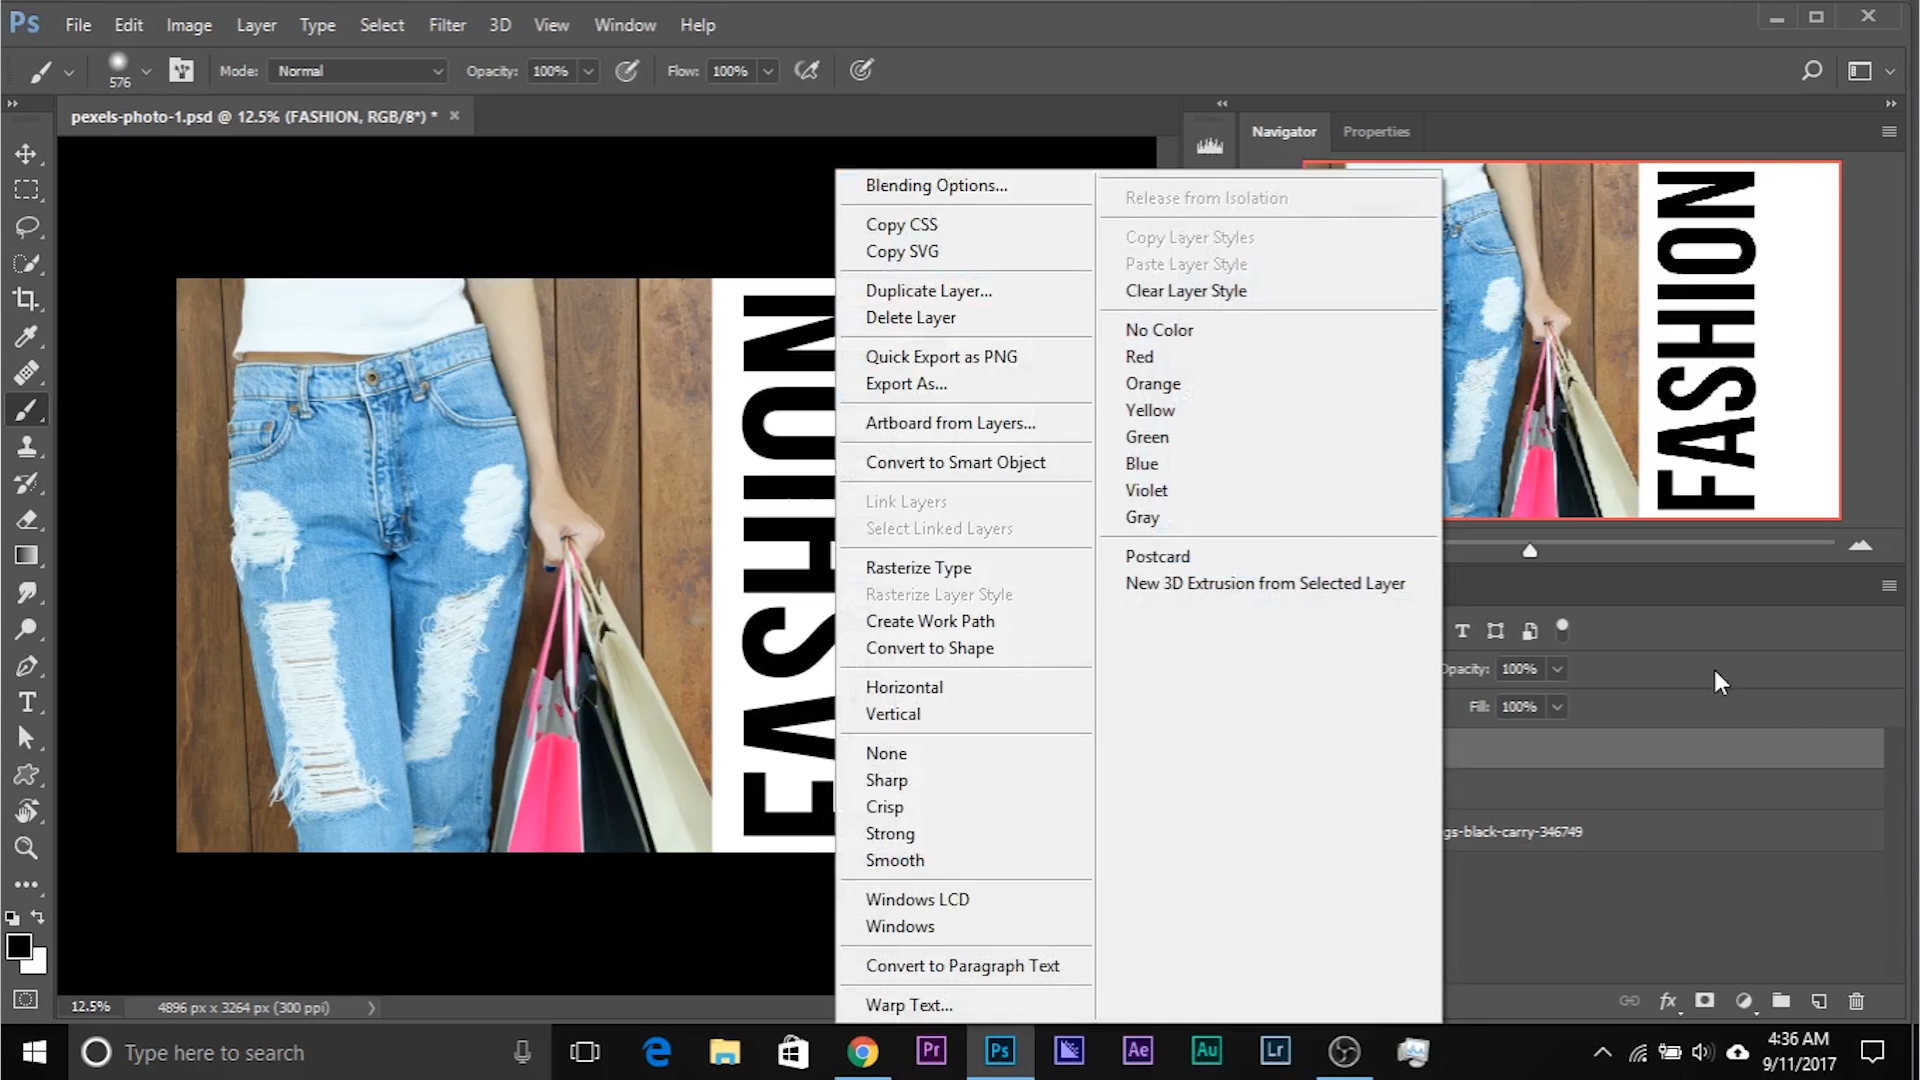 Ps File Edit Image Layer Type Select Filter 3D View Window Help
576 Mode: Normal Opacity: 100% Flow: 100%
pexels-photo-1.psd @ 12.5% (FASHION, RGB/8*) *
Navigator Properties
FASHION
FASHION
Blending Options...
Copy CSS
Copy SVG
Duplicate Layer...
Delete Layer
Quick Export as PNG
Export As...
Artboard from Layers...
Convert to Smart Object
Link Layers
Select Linked Layers
Rasterize Type
Rasterize Layer Style
Create Work Path
Convert to Shape
Horizontal
Vertical
None
Sharp
Crisp
Strong
Smooth
Windows LCD
Windows
Convert to Paragraph Text
Warp Text...
Release from Isolation
Copy Layer Styles
Paste Layer Style
Clear Layer Style
No Color
Red
Orange
Yellow
Green
Blue
Violet
Gray
Postcard
New 3D Extrusion from Selected Layer
Opacity: 100%
Fill: 100%
gs-black-carry-346749
fx
12.5% 4896 px x 3264 px (300 ppi)
Type here to search
Pr Ps Ae Au Lr
4:36 AM
9/11/2017